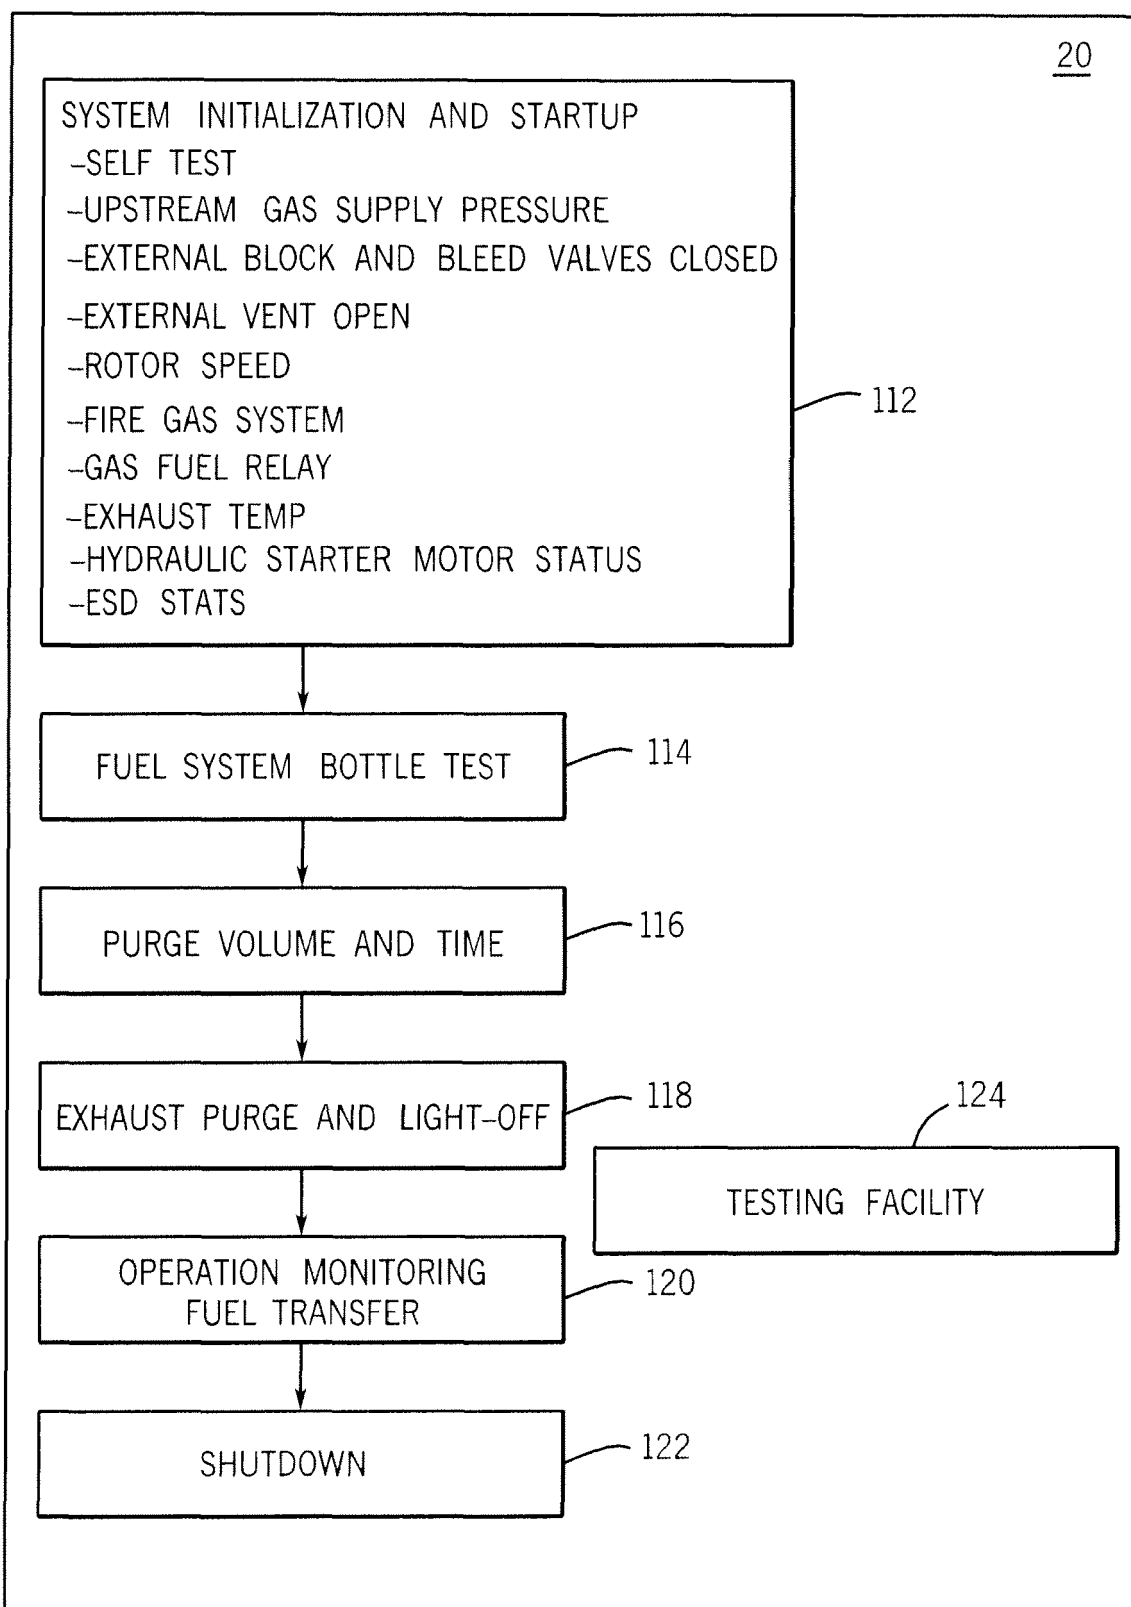 20
SYSTEM INITIALIZATION AND STARTUP
-SELF TEST
-UPSTREAM GAS SUPPLY PRESSURE
-EXTERNAL BLOCK AND BLEED VALVES CLOSED
-EXTERNAL VENT OPEN
-ROTOR SPEED
-FIRE GAS SYSTEM
-GAS FUEL RELAY
-EXHAUST TEMP
-HYDRAULIC STARTER MOTOR STATUS
-ESD STATS
112
FUEL SYSTEM BOTTLE TEST
114
PURGE VOLUME AND TIME
116
EXHAUST PURGE AND LIGHT-OFF
118
124
TESTING FACILITY
OPERATION MONITORING
FUEL TRANSFER
120
SHUTDOWN
122